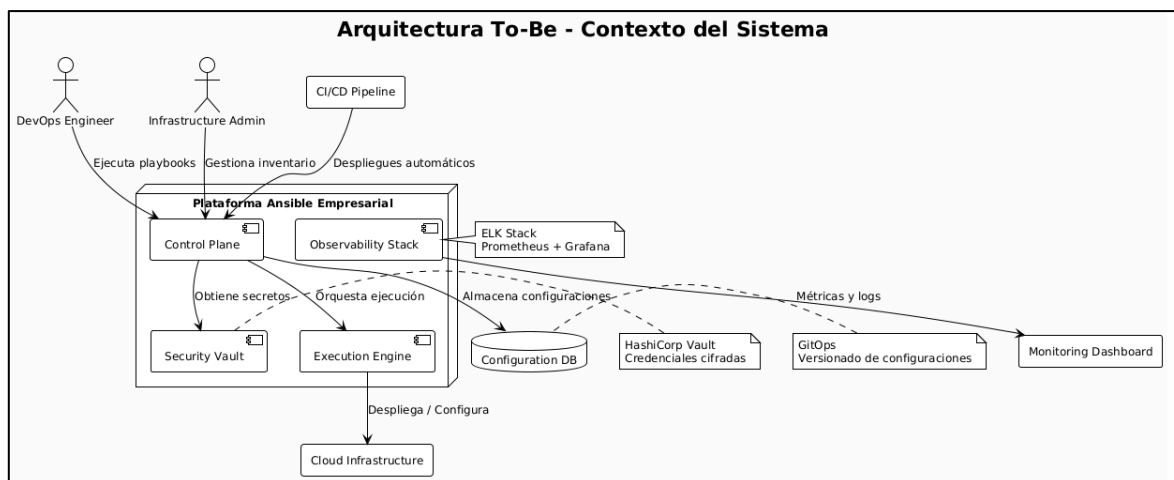 Arquitectura To-Be - Contexto del Sistema
CI/CD Pipeline
DevOps Engineer
Infrastructure Admin
Ejecuta playbooks
Gestiona inventario
Despliegues automáticos
Plataforma Ansible Empresarial
Control Plane
Observability Stack
ELK Stack
Prometheus + Grafana
Obtiene secretos
Orquesta ejecución
Almacena configuraciones
Métricas y logs
Security Vault
Execution Engine
Configuration DB
HashiCorp Vault
Credenciales cifradas
GitOps
Versionado de configuraciones
Monitoring Dashboard
Despliega / Configura
Cloud Infrastructure